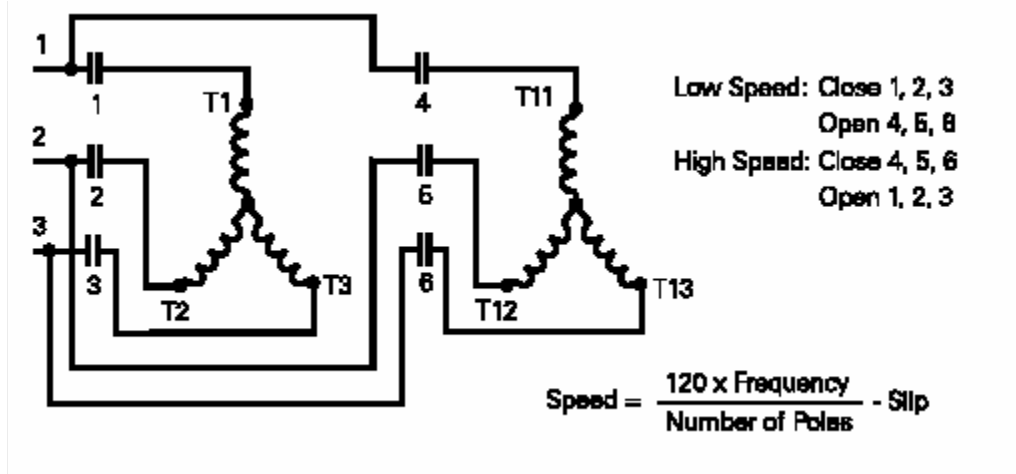 1
1
T1
4
T11
2
2
5
3
3
T2
T3
6
T12
T13
Low Speed: Close 1, 2, 3
Open 4, 5, 6
High Speed: Close 4, 5, 6
Open 1, 2, 3
Speed = 120 x Frequency
Number of Poles
- Slip